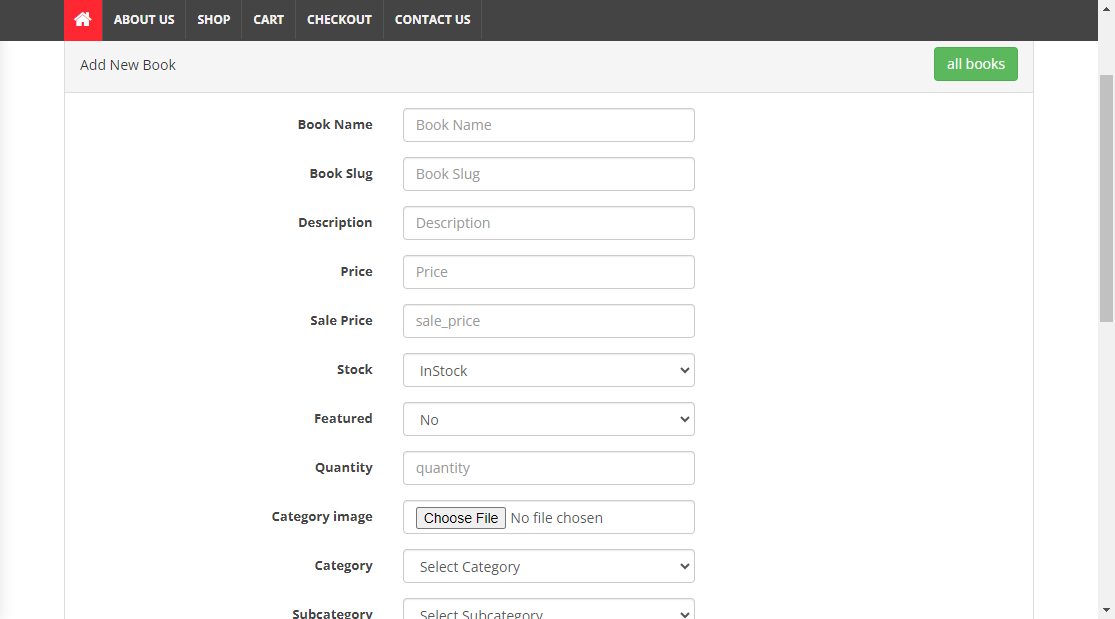 ABOUT US SHOP CART CHECKOUT CONTACT US
Add New Book all books
Book Name Book Name
Book Slug Book Slug
Description Description
Price Price
Sale Price sale_price
Stock InStock
Featured No
Quantity quantity
Category image Choose File No file chosen
Category Select Category
Subcategory Select Subcategory